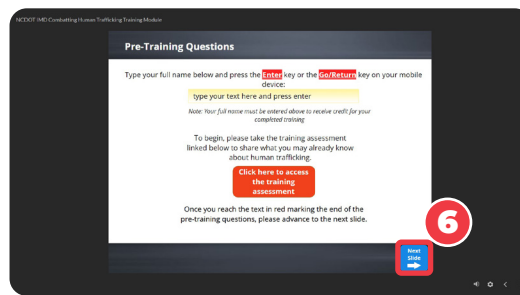 NCDOT IMD Combatting Human Trafficking Training Module
Pre-Training Questions
Type your full name below and press the Enter key or the Go/Return key on your mobile
device:
type your text here and press enter
Note: Your full name must be entered above to receive credit for your
completed training
To begin, please take the training assessment
linked below to share what you may already know
about human trafficking.
Click here to access
the training
assessment
Once you reach the text in red marking the end of the
pre-training questions, please advance to the next slide.
6
Next
Slide